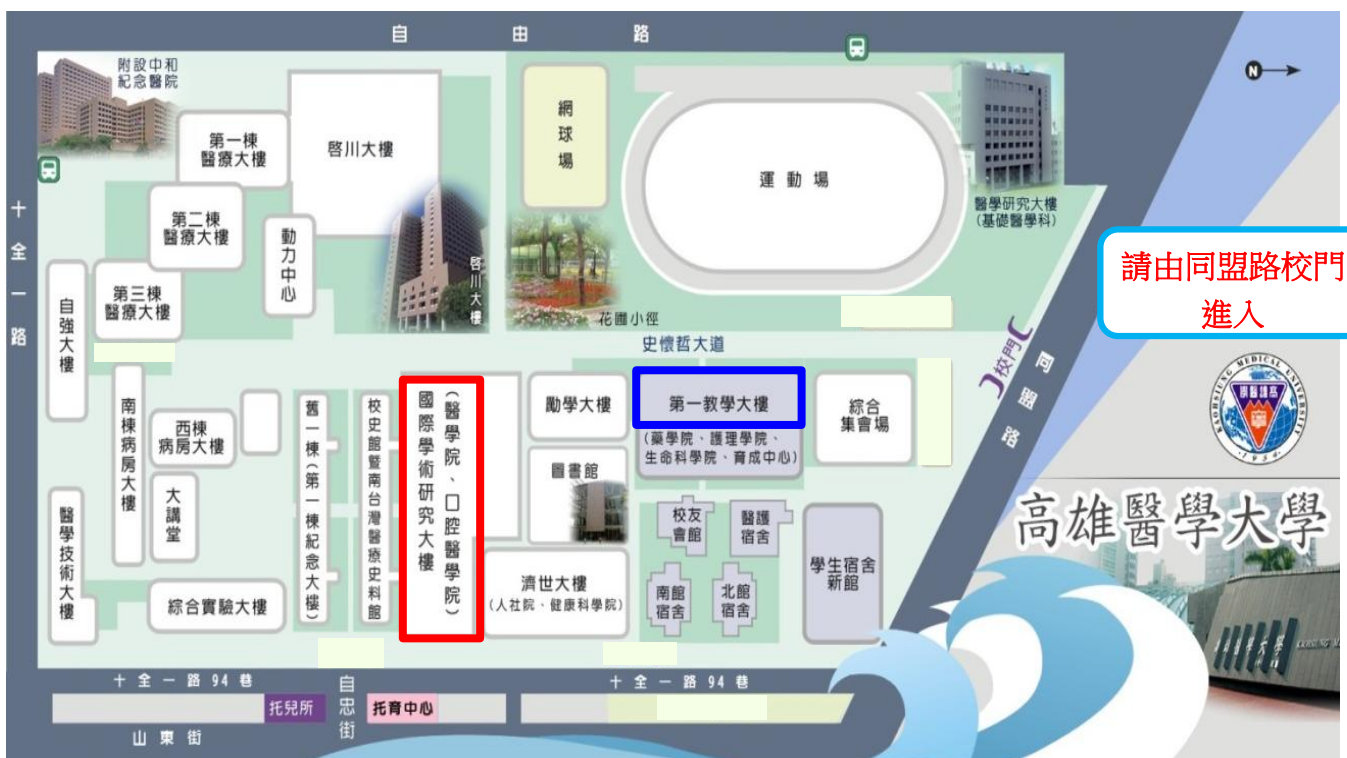 自由路
附設中和
紀念醫院
第一棟
醫療大樓
啓川大樓
網球場
運動場
醫學研究大樓
(基礎醫學科)
N
十全一路
第二棟
醫療大樓
動力中心
啓川大樓
請由同盟路校門
進入
自強大樓
第三棟
醫療大樓
花園小徑
史懷哲大道
校門
同盟路
南棟病房大樓
西棟
病房大樓
舊一棟(第一棟紀念大樓)
校史館暨南台灣醫療史料館
國際學術研究大樓
(醫學院、口腔醫學院)
勵學大樓
第一教學大樓
(藥學院、護理學院、
生命科學院、育成中心)
綜合
集會場
KAOHSIUNG MEDICAL UNIVERSITY
1954
圖書館
大講堂
醫學技術大樓
校友
會館
醫護
宿舍
高雄醫學大學
綜合實驗大樓
濟世大樓
(人社院、健康科學院)
南館
宿舍
北館
宿舍
學生宿舍
新館
十全一路94巷
自忠街
十全一路94巷
托兒所
托育中心
山東街